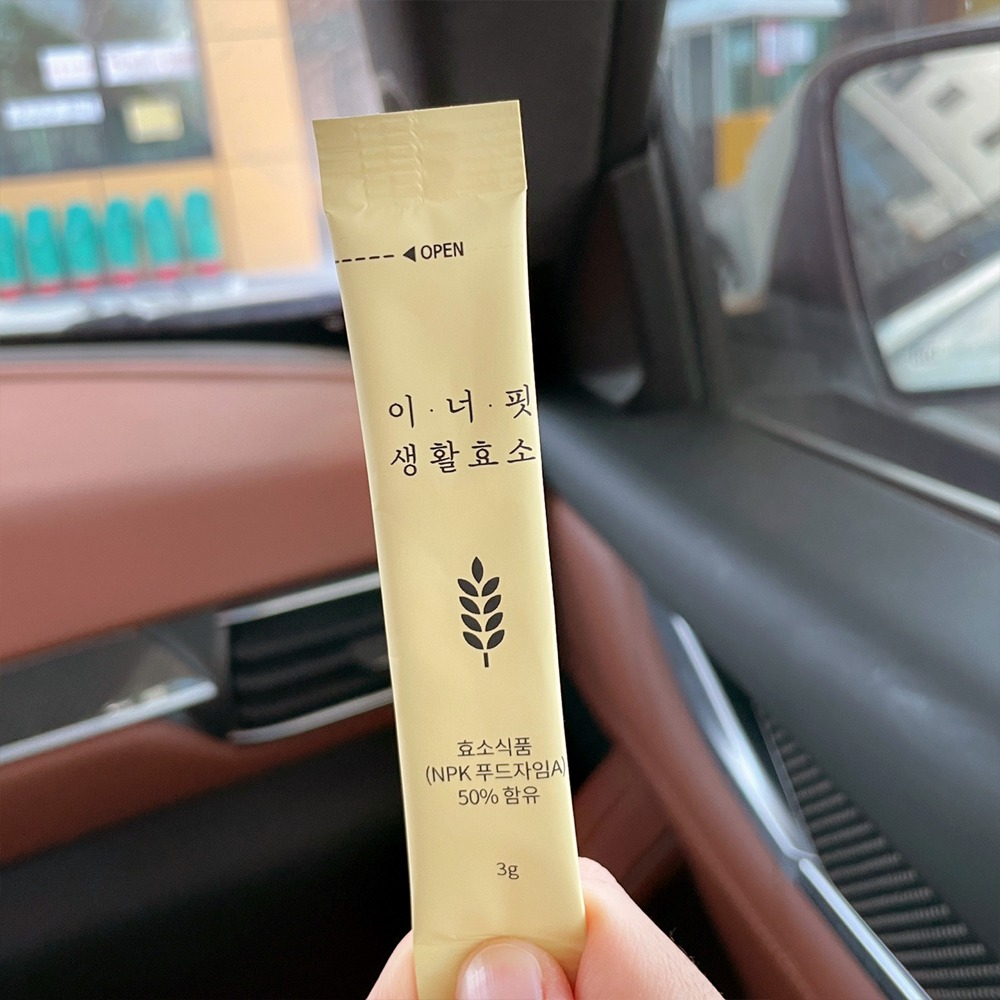 OPEN
이·너·핏
생활효소
효소식품
(NPK 푸드자임A)
50% 함유
3g